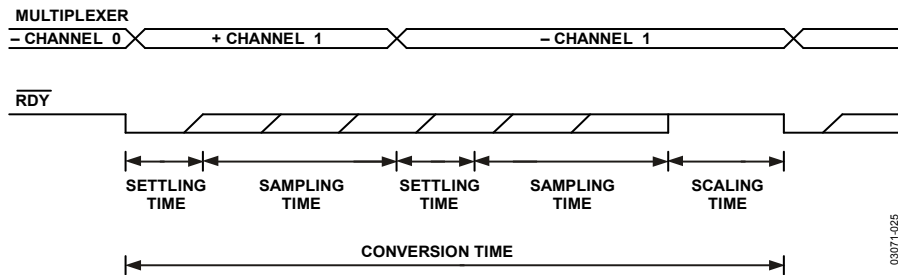 MULTIPLEXER
– CHANNEL 0
+ CHANNEL 1
– CHANNEL 1
RDY
SETTLING TIME
SAMPLING TIME
SETTLING TIME
SAMPLING TIME
SCALING TIME
CONVERSION TIME
03071-025